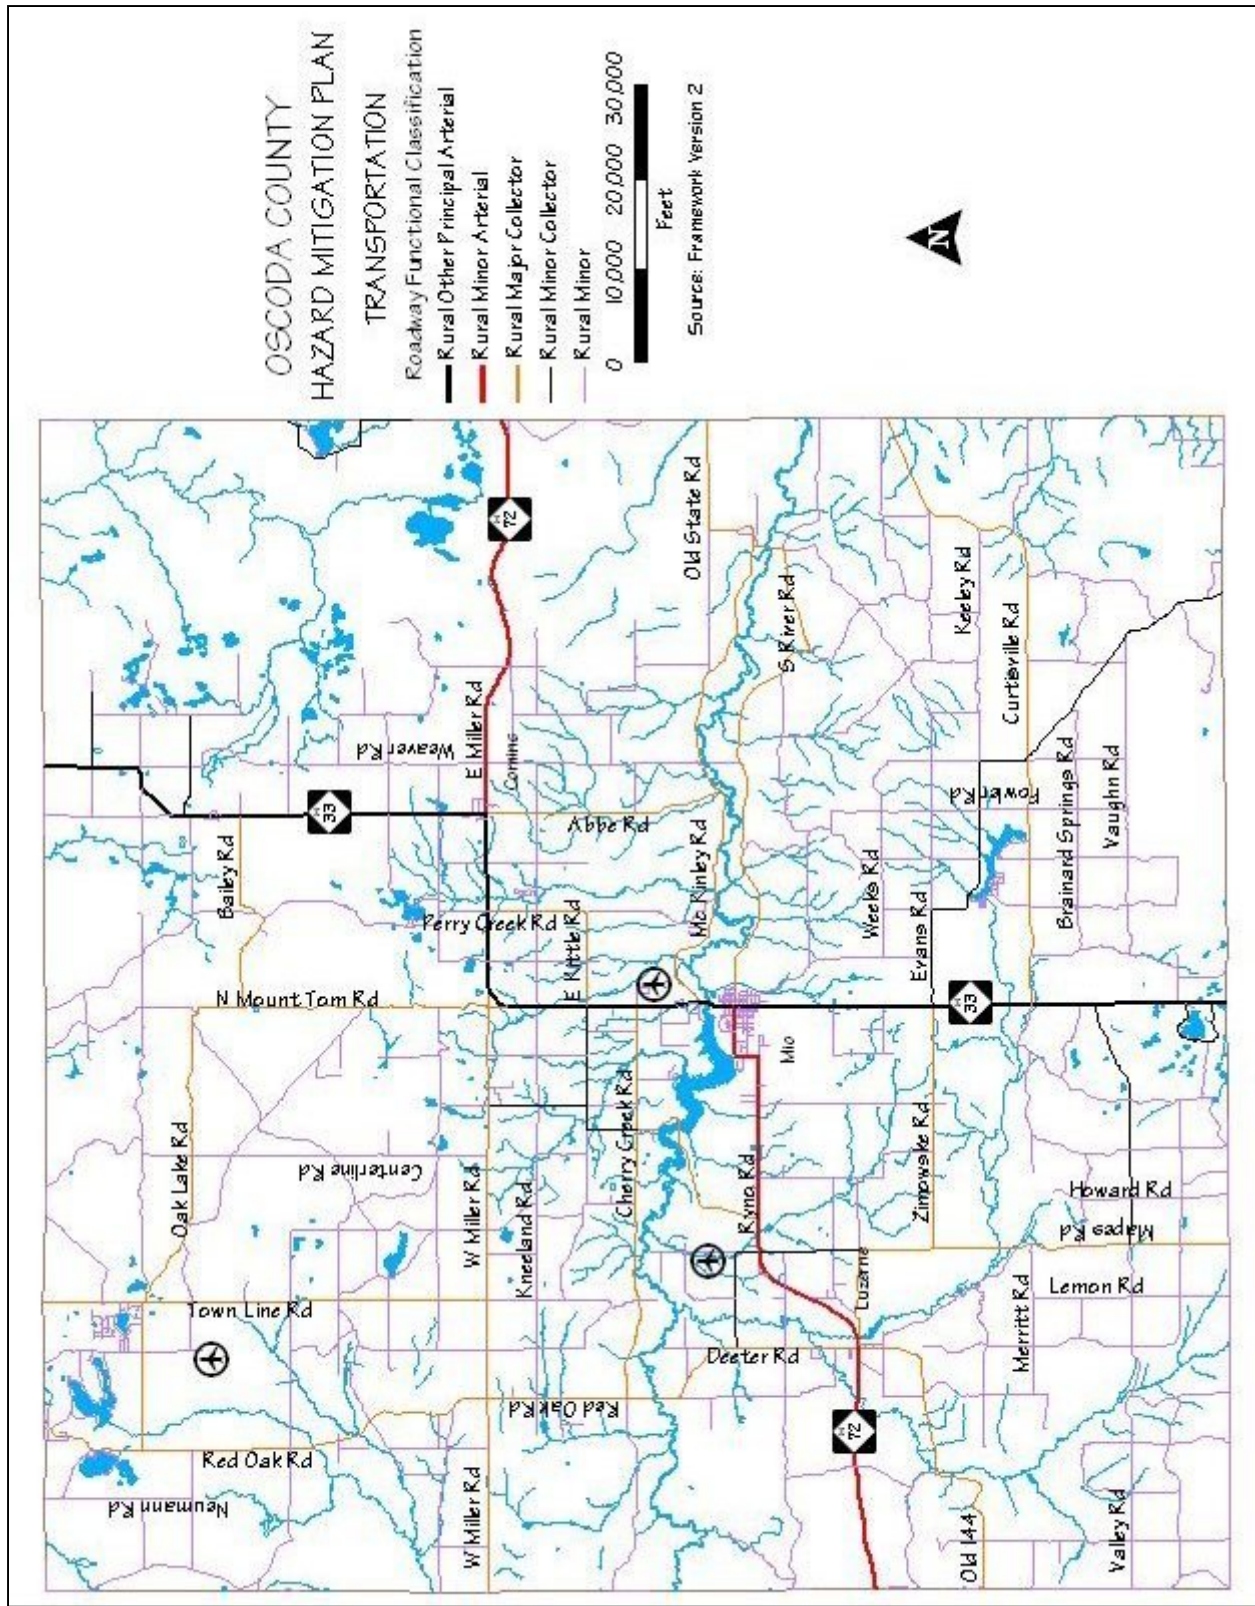 OSCODA COUNTY
HAZARD MITIGATION PLAN
TRANSPORTATION
Roadway Functional Classification
Rural Other Principal Arterial
Rural Minor Arterial
Rural Major Collector
Rural Minor Collector
Rural Minor
0 10,000 20,000 30,000
Feet
Source: Framework Version 2
N
Neumann Rd
Red Oak Rd
Town Line Rd
Oak Lake Rd
Centerline Rd
N Mount Tom Rd
Bailey Rd
M
33
Weaver Rd
W Miller Rd
W Miller Rd
Perry Creek Rd
E Miller Rd
Comins
M
72
Red Oak Rd
Kneeland Rd
E Kittle Rd
Abbe Rd
Cherry Creek Rd
Mc Kinley Rd
Old State Rd
Deeter Rd
Ryno Rd
Mio
S River Rd
M
72
Luzerne
Weeks Rd
Zimowske Rd
Evans Rd
Fowler Rd
Keeley Rd
Old 144
M
33
Curtisville Rd
Merritt Rd
Lemon Rd
Mapes Rd
Howard Rd
Brainard Springs Rd
Valley Rd
Vaughn Rd